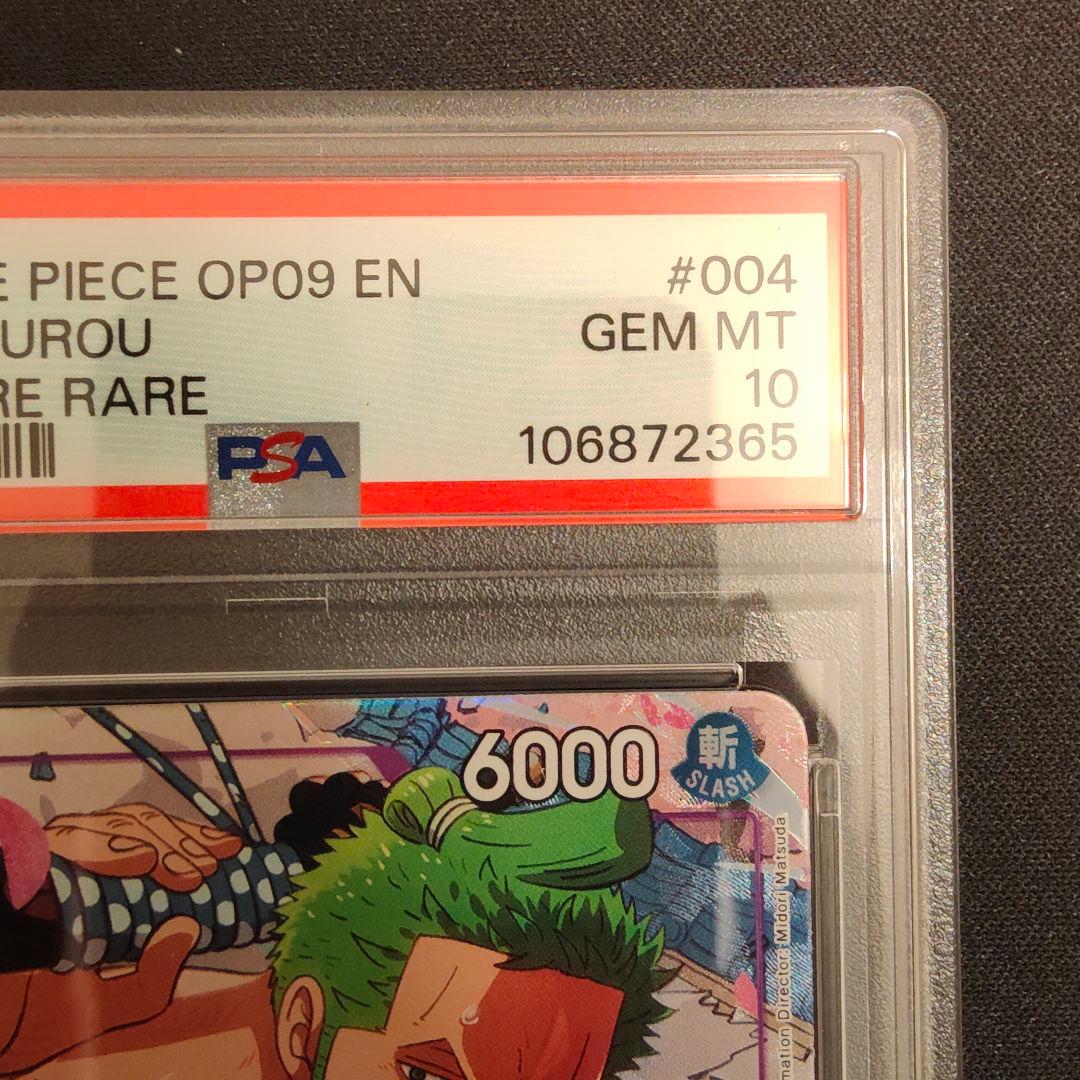 E PIECE OP09 EN #004
UROU GEM MT
RE RARE 10
PSA 106872365
6000 斬
SLASH
mation Director: Midori Matsuda